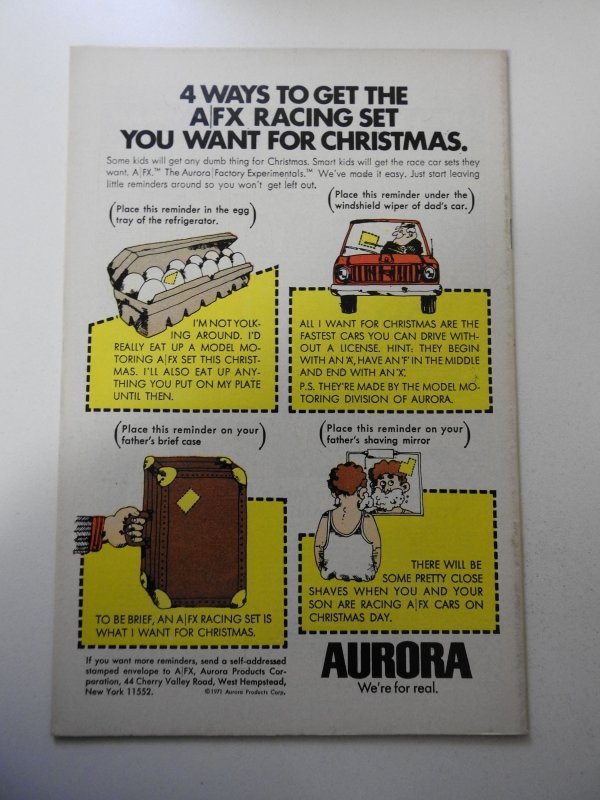 4 WAYS TO GET THE
A|FX RACING SET
YOU WANT FOR CHRISTMAS.
Some kids will get any dumb thing for Christmas. Smart kids will get the race car sets they
want. A|FX.™ The Aurora|Factory Experimentals.™ We've made it easy. Just start leaving
little reminders around so you won't get left out.
(Place this reminder in the egg
tray of the refrigerator.)
I'M NOT YOLK-
ING AROUND. I'D
REALLY EAT UP A MODEL MO-
TORING A|FX SET THIS CHRIST-
MAS. I'LL ALSO EAT UP ANY-
THING YOU PUT ON MY PLATE
UNTIL THEN.
(Place this reminder under the
windshield wiper of dad's car.)
ALL I WANT FOR CHRISTMAS ARE THE
FASTEST CARS YOU CAN DRIVE WITH-
OUT A LICENSE. HINT: THEY BEGIN
WITH AN 'A', HAVE AN 'F' IN THE MIDDLE
AND END WITH AN 'X'.
P.S. THEY'RE MADE BY THE MODEL MO-
TORING DIVISION OF AURORA.
(Place this reminder on your
father's brief case)
TO BE BRIEF, AN A|FX RACING SET IS
WHAT I WANT FOR CHRISTMAS.
(Place this reminder on your
father's shaving mirror)
THERE WILL BE
SOME PRETTY CLOSE
SHAVES WHEN YOU AND YOUR
SON ARE RACING A|FX CARS ON
CHRISTMAS DAY.
If you want more reminders, send a self-addressed
stamped envelope to A|FX, Aurora Products Cor-
poration, 44 Cherry Valley Road, West Hempstead,
New York 11552.
©1971 Aurora Products Corp.
AURORA
We're for real.